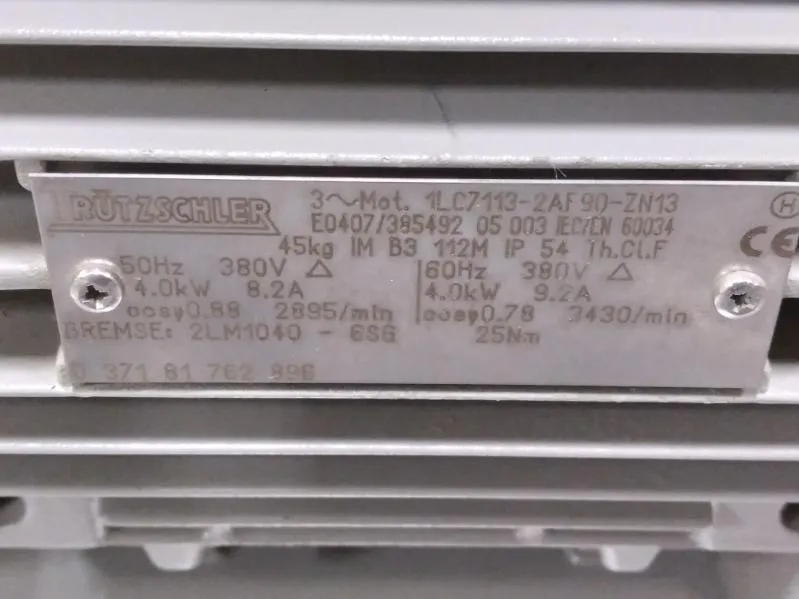 TRÜTZSCHLER
3~Mot. 1LC7113-2AF90-ZN13
E0407/385492 05 003 IEC/EN 60034
45kg IM B3 112M IP 54 Th.Cl.F
H
CE
50Hz 380V △
4.0kW 8.2A
cosφ0.88 2895/min
60Hz 380V △
4.0kW 9.2A
cosφ0.78 3430/min
BREMSE: 2LM1040 - 6SG 25Nm
0 371 81 762 896